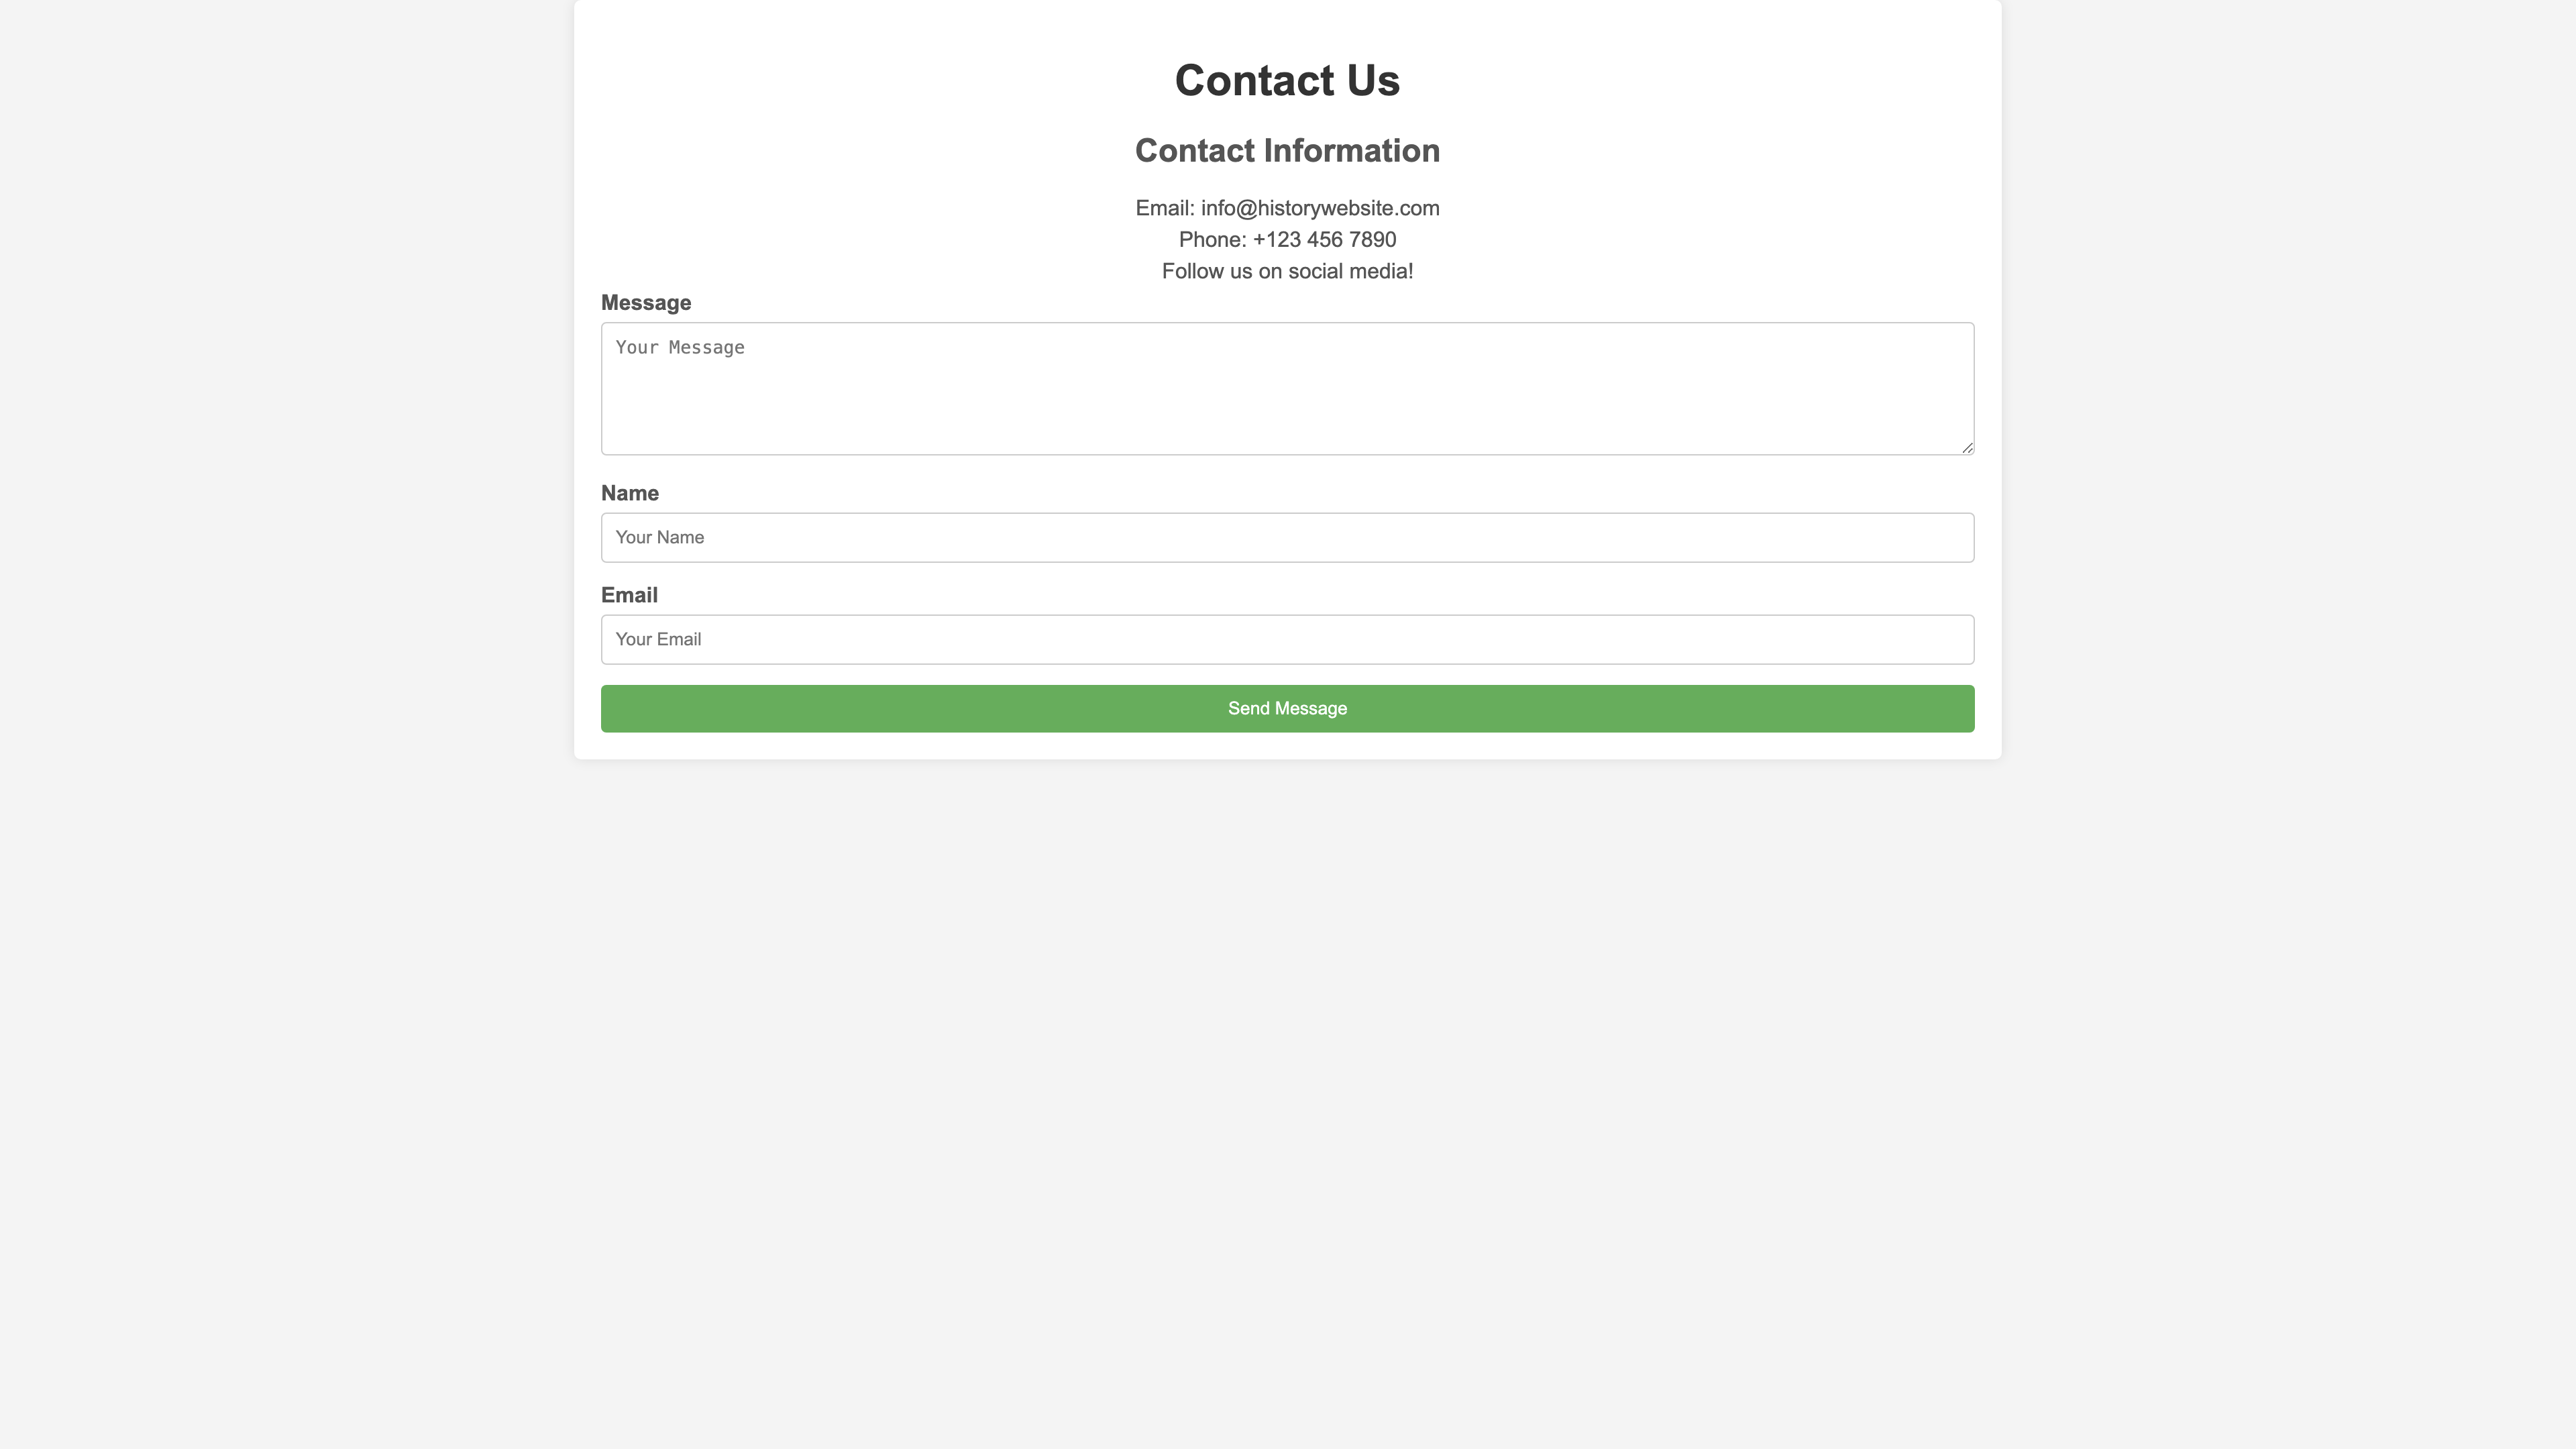 Contact Us
Contact Information
Email: info@historywebsite.com
Phone: +123 456 7890
Follow us on social media!
Message
Your Message
Name
Your Name
Email
Your Email
Send Message